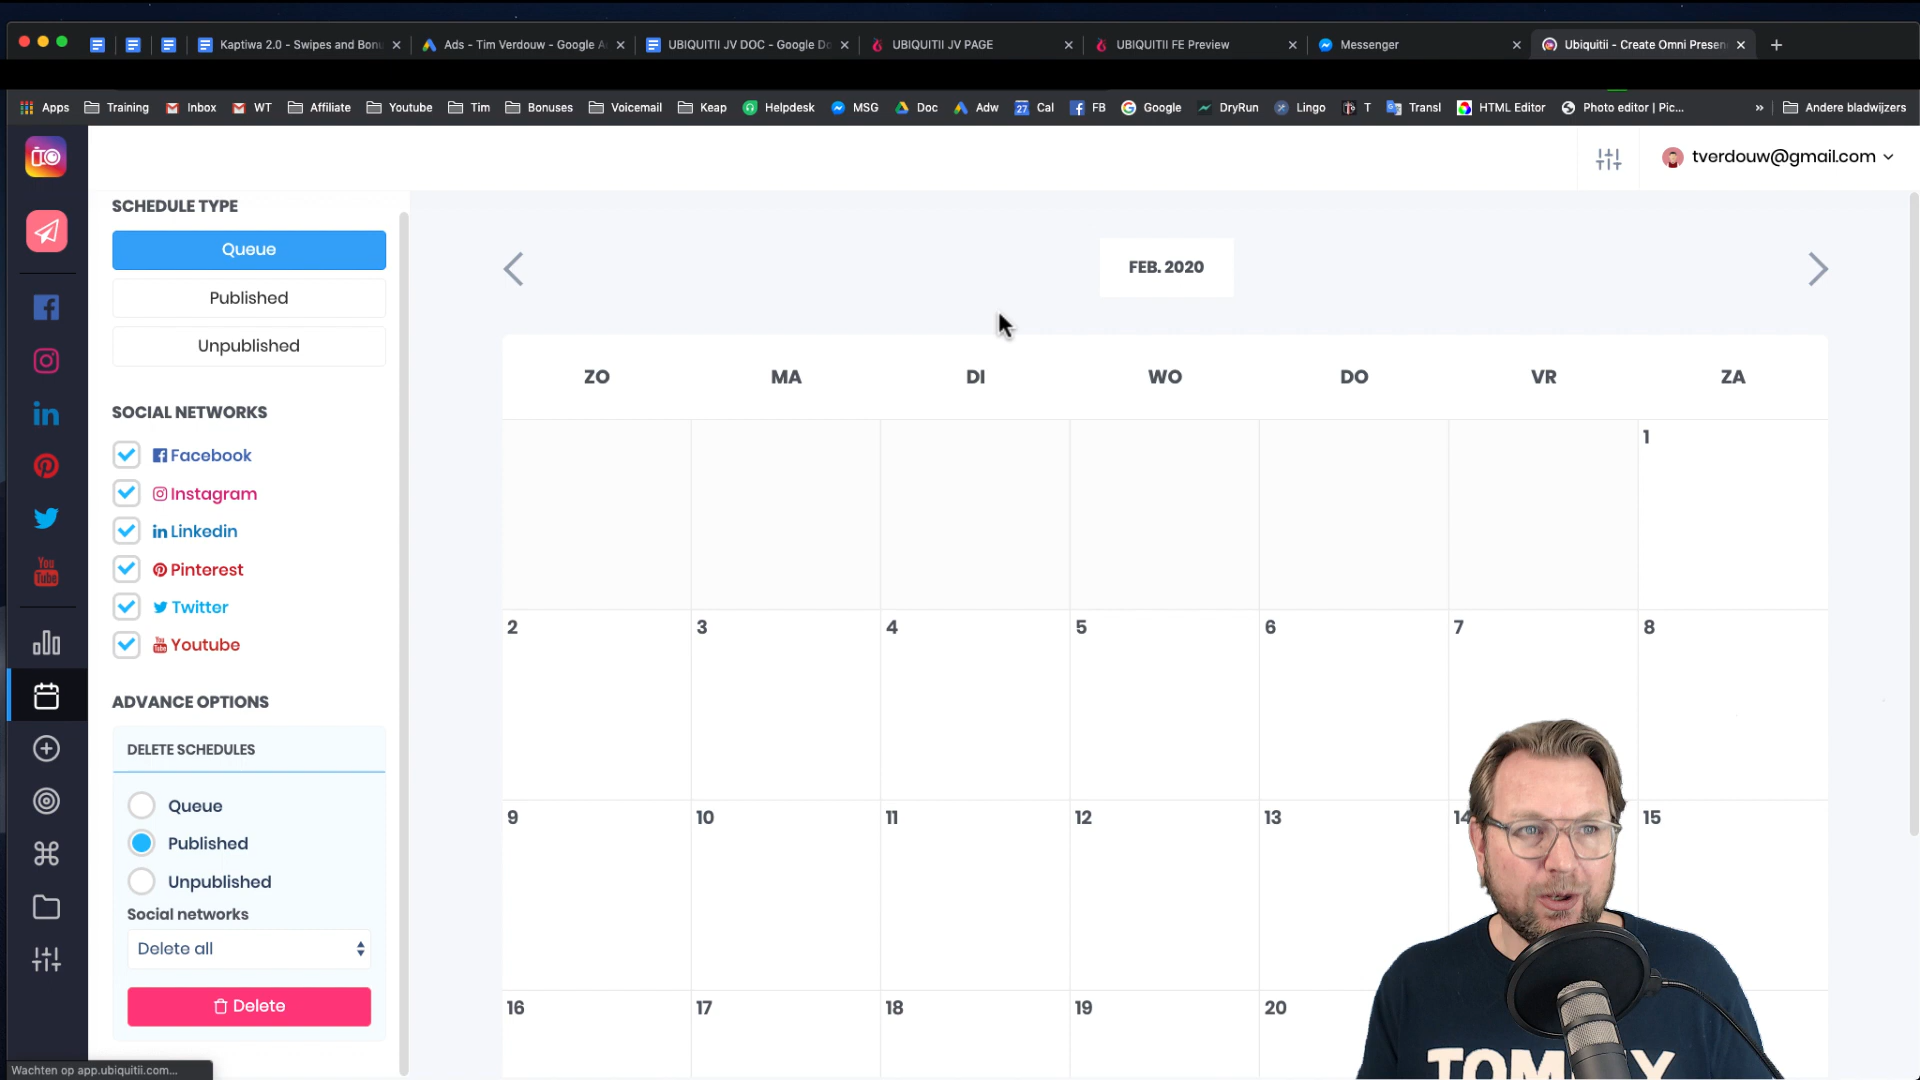 Kaptiwa 2.0 - Swipes and Bonu
Ads - Tim Verdouw - Google A
UBIQUITII JV DOC - Google Do
UBIQUITII JV PAGE
UBIQUITII FE Preview
Messenger
Ubiquitii - Create Omni Presen
Apps Training Inbox WT Affiliate Youtube Tim Bonuses Voicemail Keap Helpdesk MSG Doc Adw 27 Cal FB Google DryRun Lingo T Transl HTML Editor Photo editor | Pic... » Andere bladwijzers
tverdouw@gmail.com
SCHEDULE TYPE
Queue
Published
Unpublished
SOCIAL NETWORKS
Facebook
Instagram
Linkedin
Pinterest
Twitter
Youtube
ADVANCE OPTIONS
DELETE SCHEDULES
Queue
Published
Unpublished
Social networks
Delete all
Delete
Wachten op app.ubiquitii.com...
FEB. 2020
ZO MA DI WO DO VR ZA
1
2 3 4 5 6 7 8
9 10 11 12 13 14 15
16 17 18 19 20